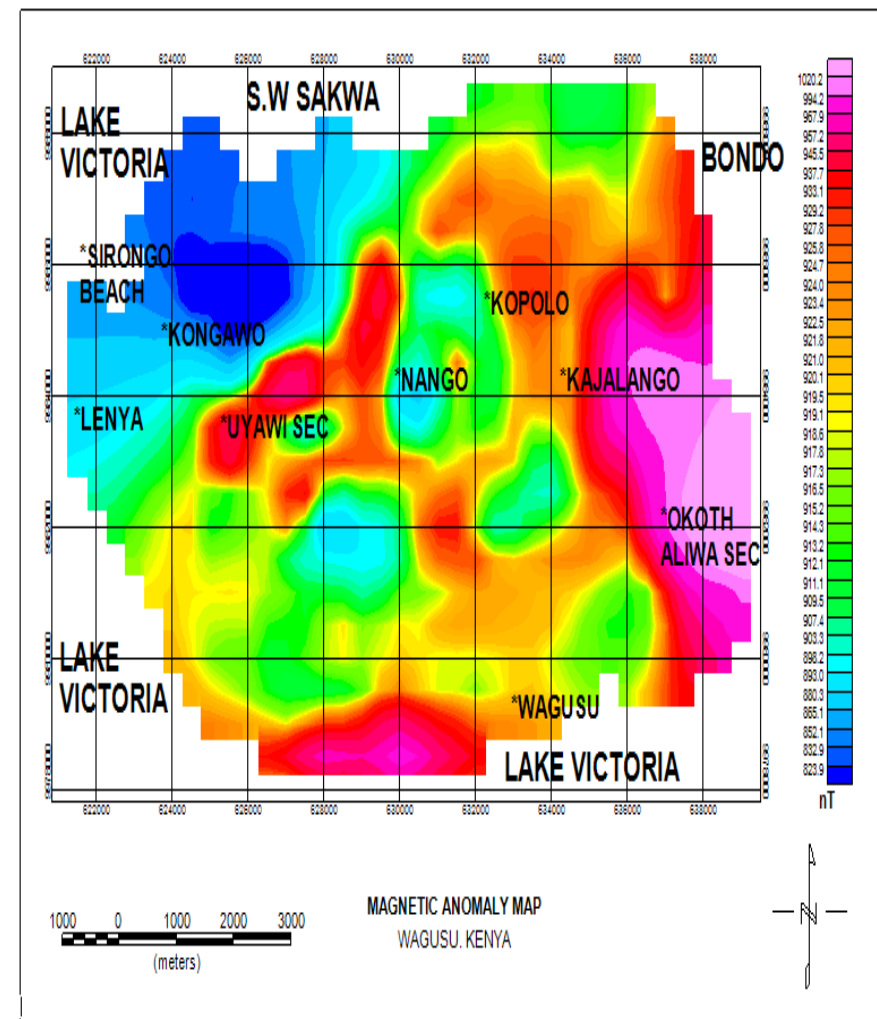 622000 624000 626000 628000 630000 632000 634000 636000 638000
S.W SAKWA
LAKE
VICTORIA
BONDO
*SIRONGO
BEACH
*KOPOLO
*KONGAWO
*NANGO
*KAJALANGO
*LENYA
*UYAWI SEC
*OKOTH
ALIWA SEC
LAKE
VICTORIA
*WAGUSU
LAKE VICTORIA
622000 624000 626000 628000 630000 632000 634000 636000 638000
1020.2
994.2
967.9
957.2
945.5
937.7
933.1
929.2
927.8
925.8
924.7
924.0
923.4
922.5
921.8
921.0
920.1
919.5
919.1
918.6
917.8
917.3
916.5
915.2
914.3
913.2
912.1
911.1
909.5
907.4
903.3
898.2
893.0
880.3
865.1
852.1
832.9
823.9
nT
N
1000 0 1000 2000 3000
(meters)
MAGNETIC ANOMALY MAP
WAGUSU. KENYA